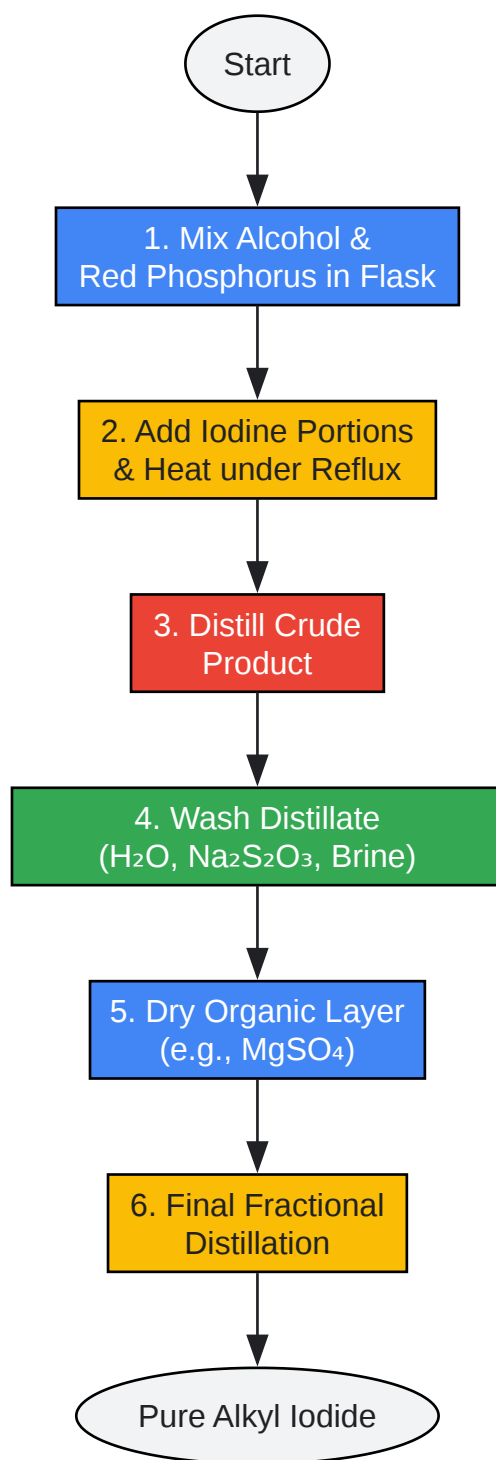 Start
1. Mix Alcohol &
Red Phosphorus in Flask
2. Add Iodine Portions
& Heat under Reflux
3. Distill Crude
Product
4. Wash Distillate
(H₂O, Na₂S₂O₃, Brine)
5. Dry Organic Layer
(e.g., MgSO₄)
6. Final Fractional
Distillation
Pure Alkyl Iodide